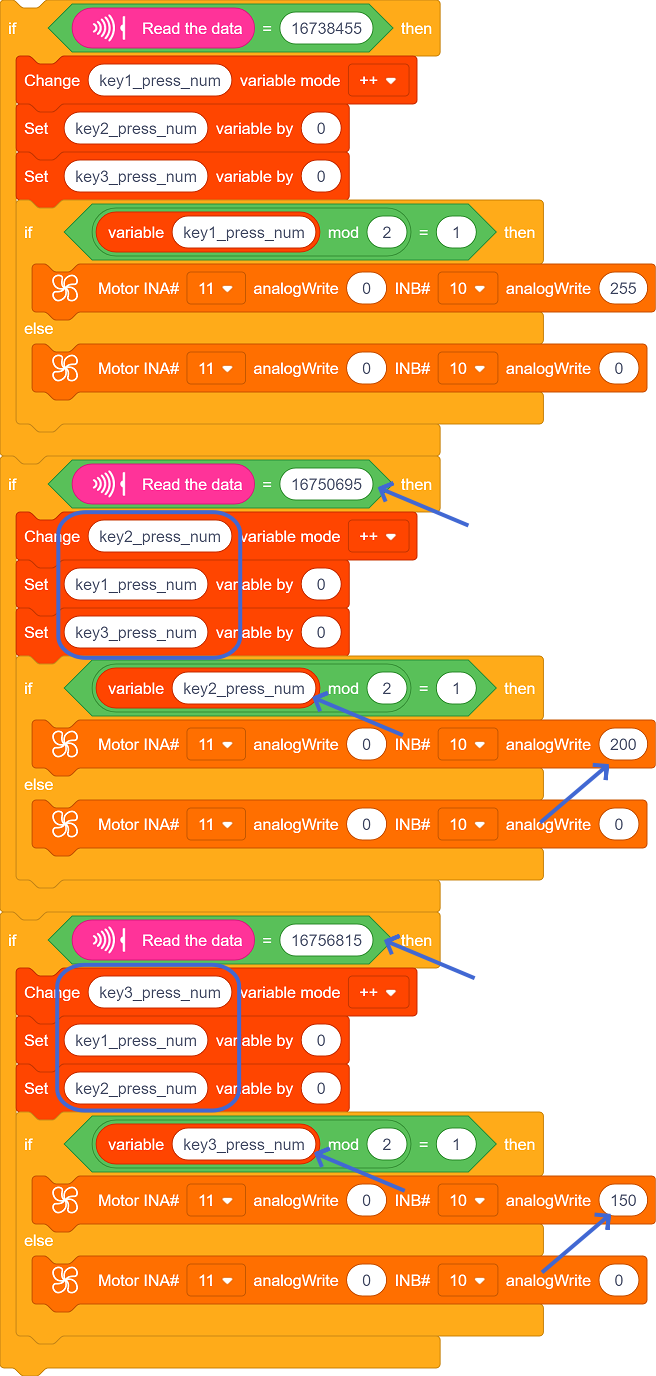 if Read the data = 16738455 then
Change key1_press_num variable mode ++
Set key2_press_num variable by 0
Set key3_press_num variable by 0
if variable key1_press_num mod 2 = 1 then
Motor INA# 11 analogWrite 0 INB# 10 analogWrite 255
else
Motor INA# 11 analogWrite 0 INB# 10 analogWrite 0
if Read the data = 16750695 then
Change key2_press_num variable mode ++
Set key1_press_num variable by 0
Set key3_press_num variable by 0
if variable key2_press_num mod 2 = 1 then
Motor INA# 11 analogWrite 0 INB# 10 analogWrite 200
else
Motor INA# 11 analogWrite 0 INB# 10 analogWrite 0
if Read the data = 16756815 then
Change key3_press_num variable mode ++
Set key1_press_num variable by 0
Set key2_press_num variable by 0
if variable key3_press_num mod 2 = 1 then
Motor INA# 11 analogWrite 0 INB# 10 analogWrite 150
else
Motor INA# 11 analogWrite 0 INB# 10 analogWrite 0